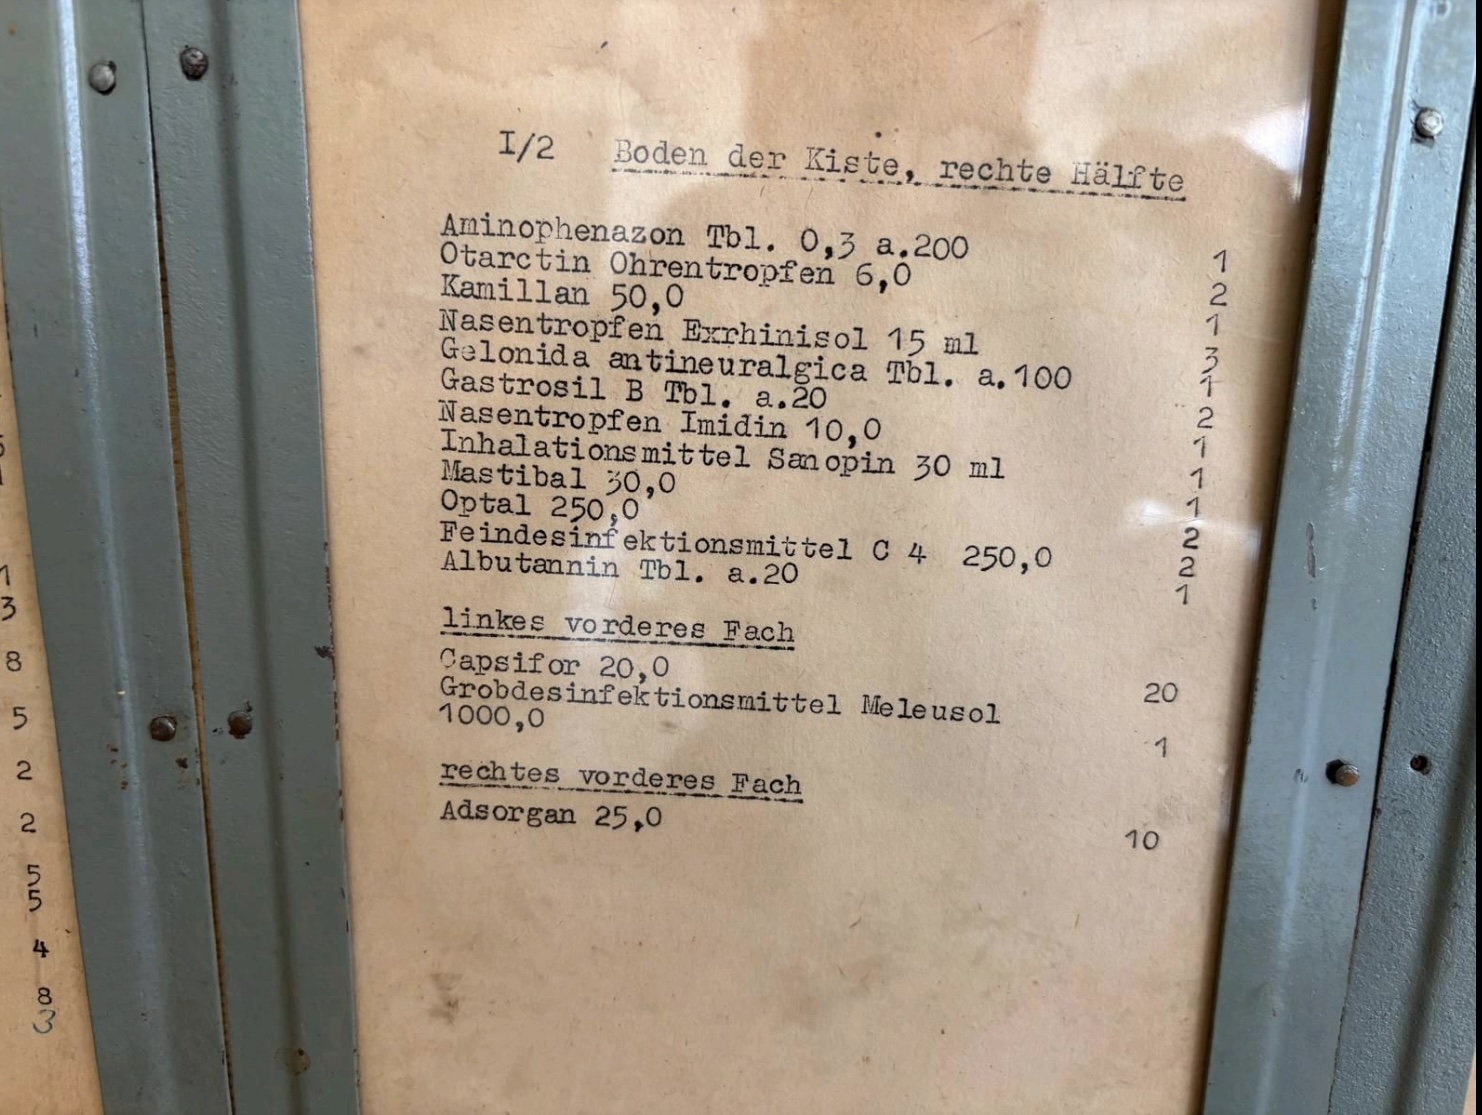 I/2 Boden der Kiste, rechte Hälfte
Aminophenazon Tbl. 0,3 a.200 1
Otarctin Ohrentropfen 6,0 2
Kamillan 50,0 1
Nasentropfen Exrhinisol 15 ml 3
Gelonida antineuralgica Tbl. a.100 1
Gastrosil B Tbl. a.20 2
Nasentropfen Imidin 10,0 1
Inhalationsmittel Sanopin 30 ml 1
Mastibal 30,0 1
Optal 250,0 2
Feindesinfektionsmittel C 4 250,0 2
Albutannin Tbl. a.20 1
linkes vorderes Fach
Capsifor 20,0 20
Grobdesinfektionsmittel Meleusol
1000,0 1
rechtes vorderes Fach
Adsorgan 25,0 10
1
3
8
5
2
2
5
5
4
8
3